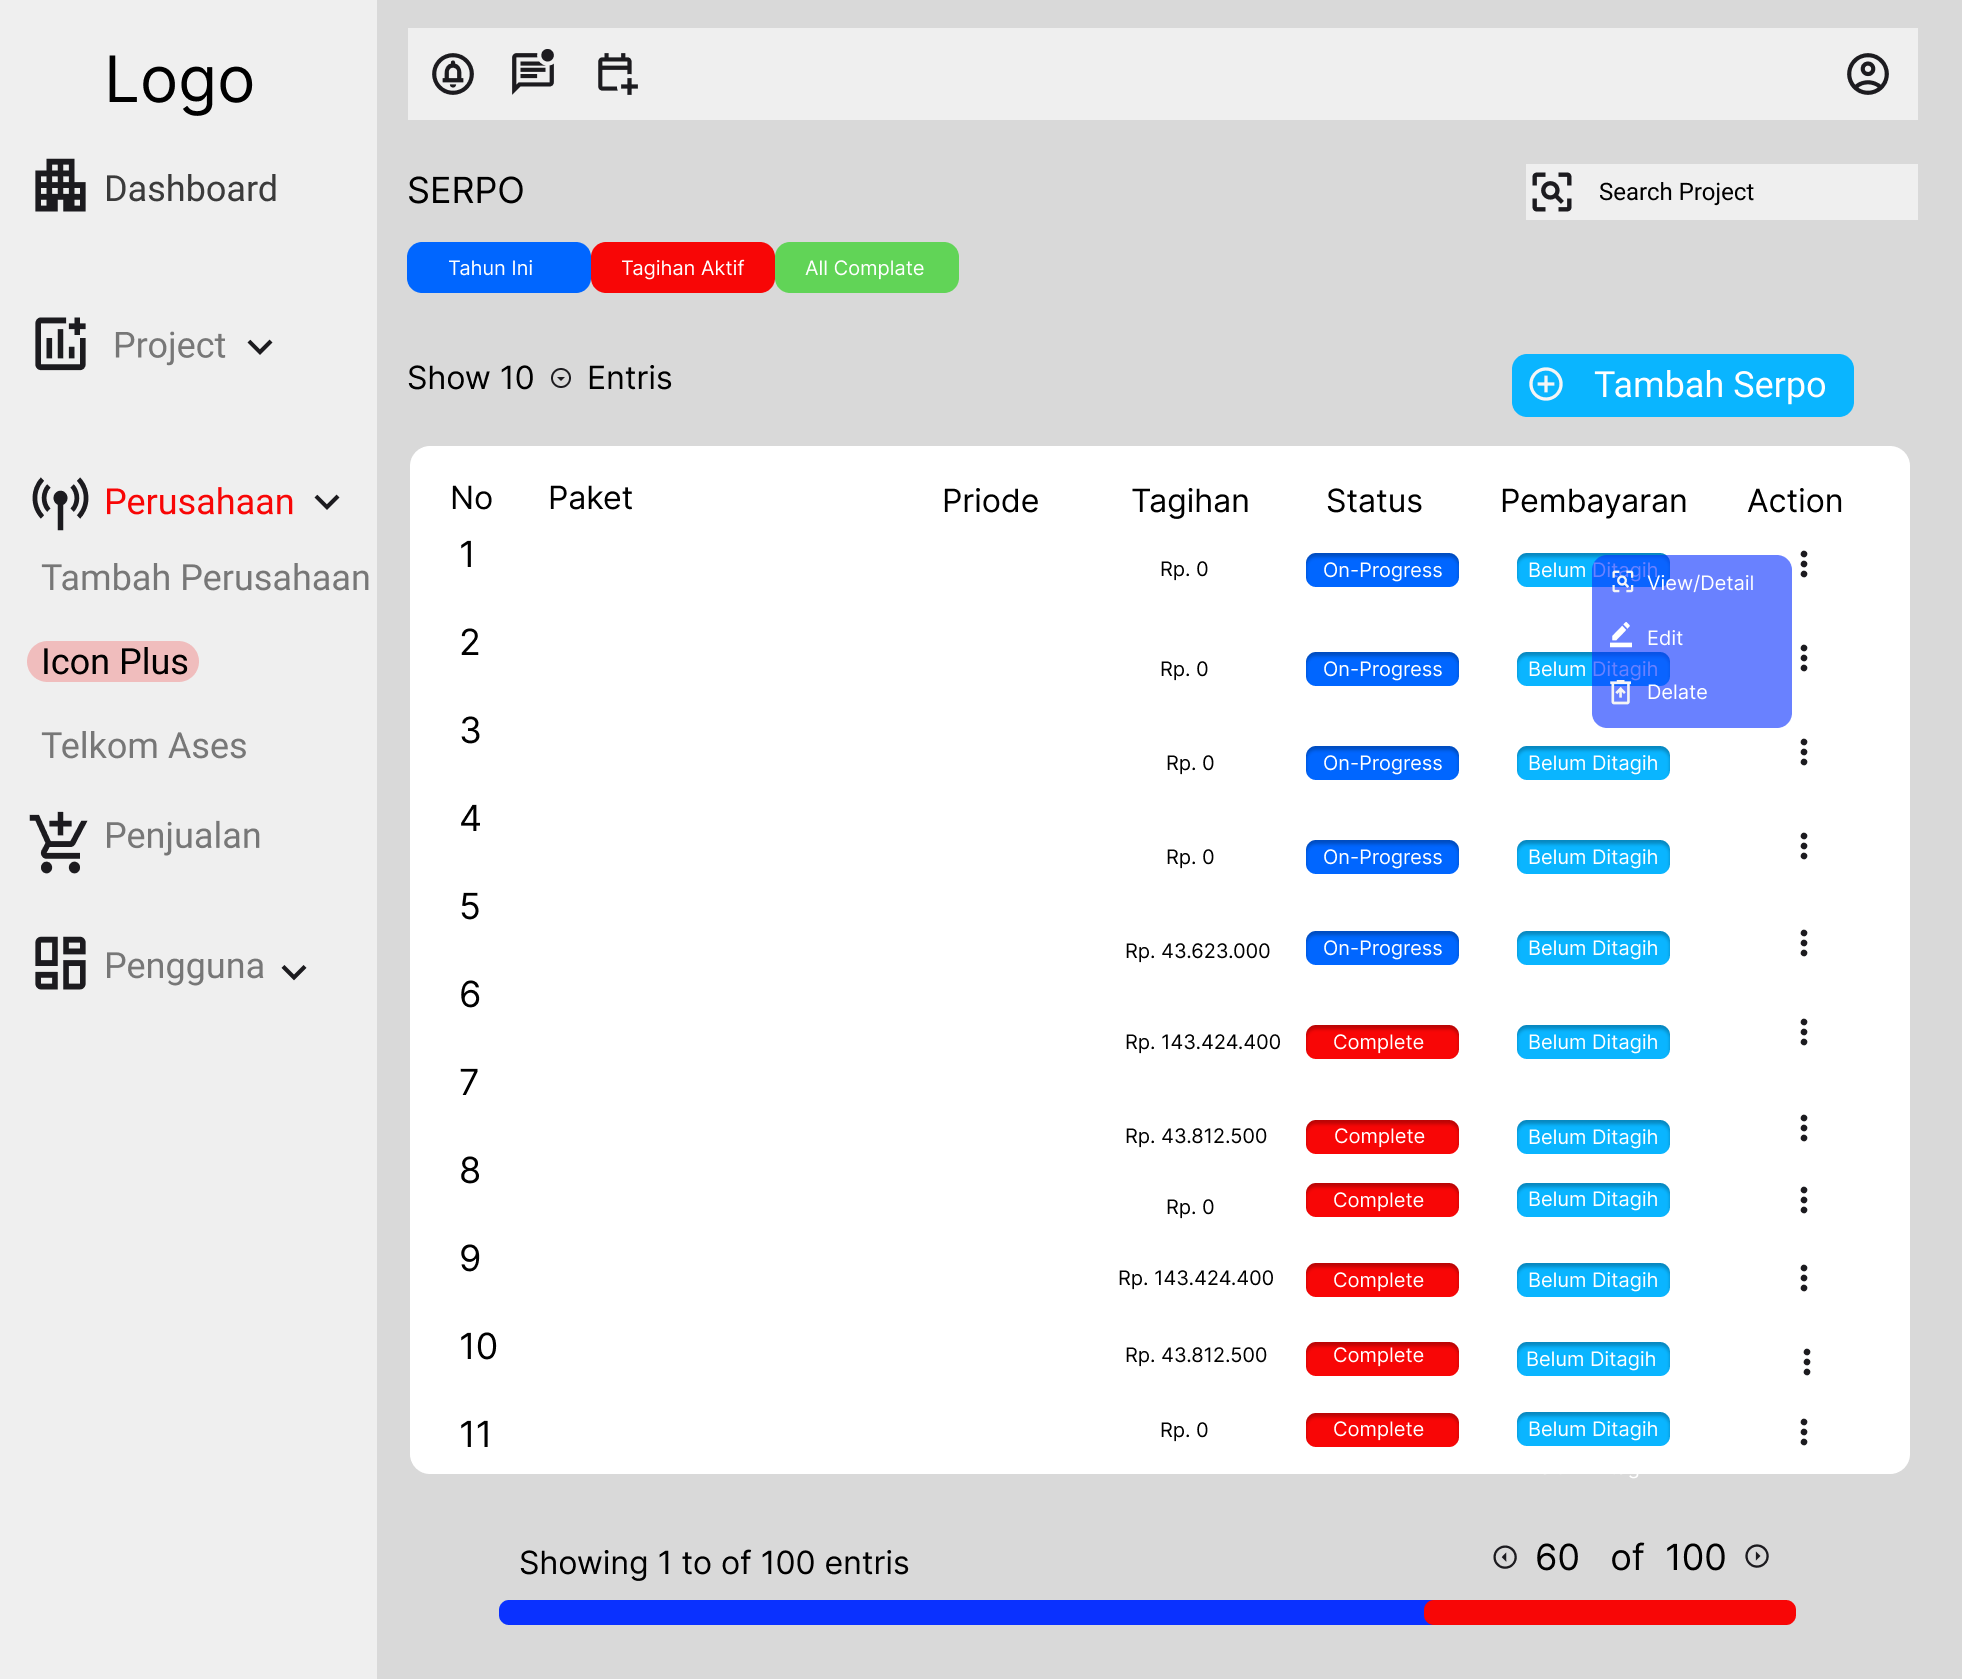 Logo
Dashboard
Project
Perusahaan
Tambah Perusahaan
Icon Plus
Telkom Ases
Penjualan
Pengguna
SERPO
Search Project
Tahun Ini
Tagihan Aktif
All Complate
Show 10 Entris
Tambah Serpo
No Paket Priode Tagihan Status Pembayaran Action
1 Rp. 0 On-Progress Belum Ditagih
View/Detail
Edit
Delate
2 Rp. 0 On-Progress Belum Ditagih
3 Rp. 0 On-Progress Belum Ditagih
4 Rp. 0 On-Progress Belum Ditagih
5 Rp. 43.623.000 On-Progress Belum Ditagih
6 Rp. 143.424.400 Complete Belum Ditagih
7 Rp. 43.812.500 Complete Belum Ditagih
8 Rp. 0 Complete Belum Ditagih
9 Rp. 143.424.400 Complete Belum Ditagih
10 Rp. 43.812.500 Complete Belum Ditagih
11 Rp. 0 Complete Belum Ditagih
Showing 1 to of 100 entris
60 of 100